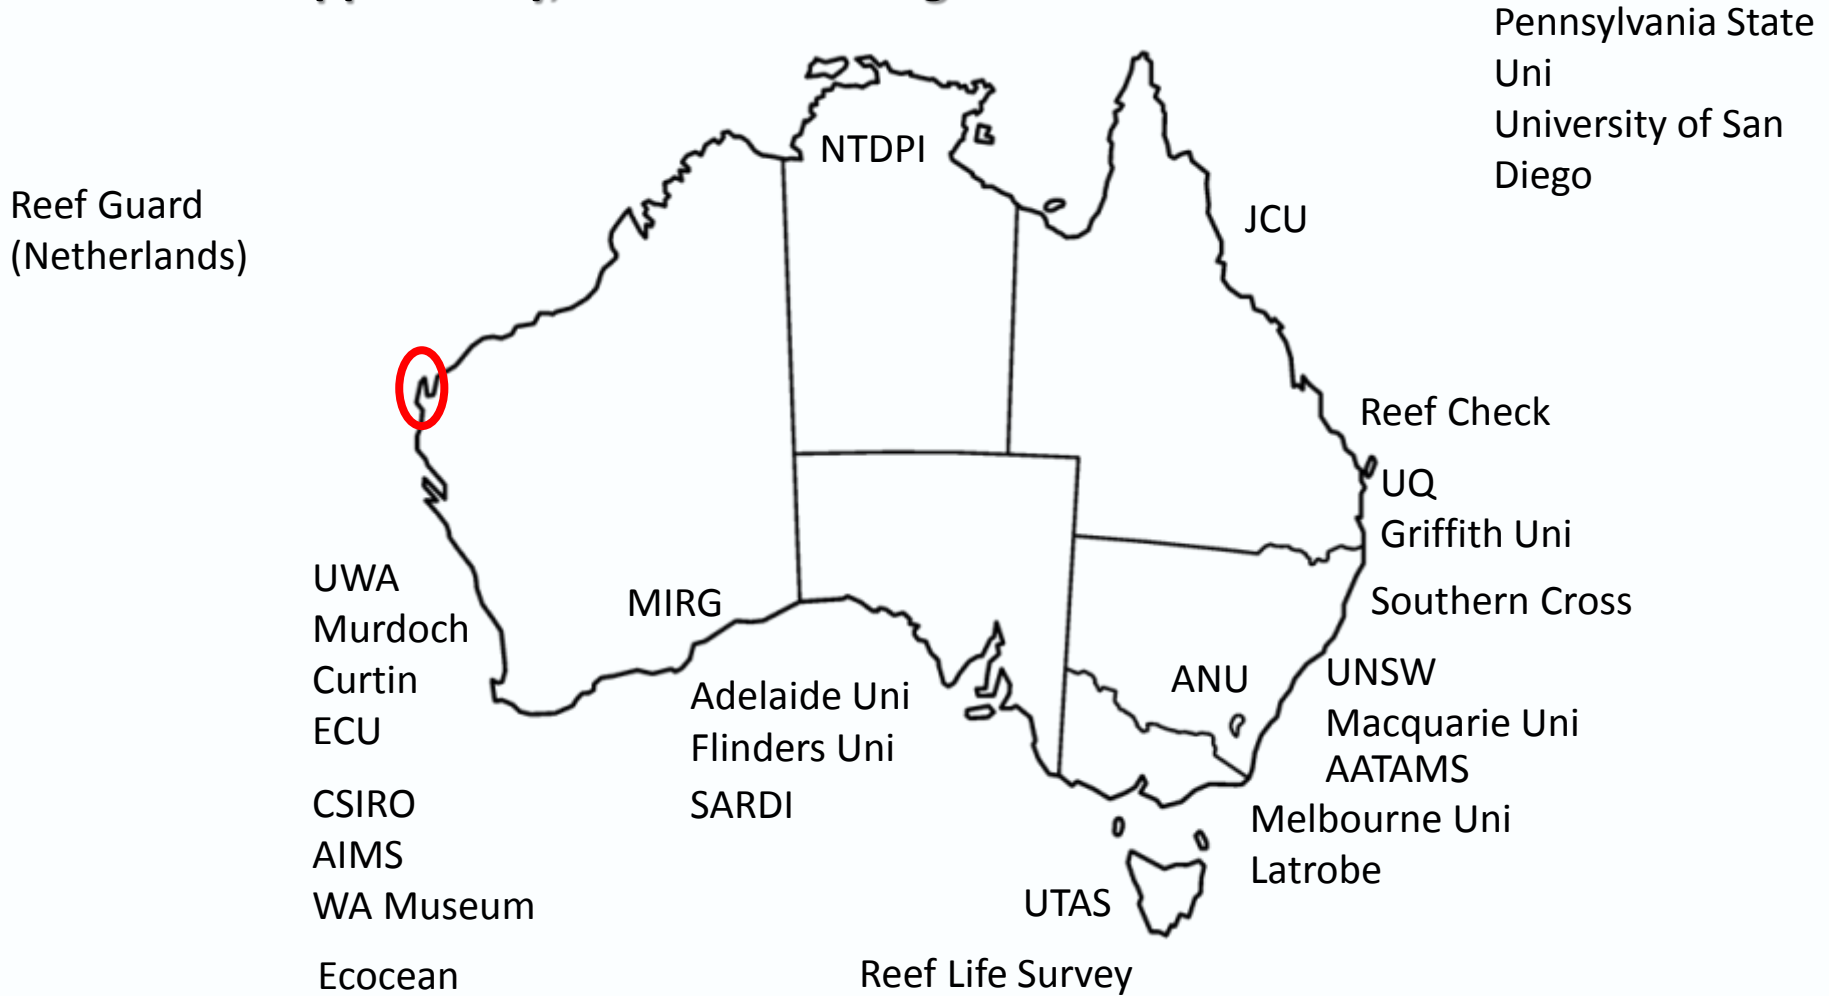 Pennsylvania State
Uni
University of San
Diego
NTDPI
Reef Guard
(Netherlands)
JCU
Reef Check
UQ
Griffith Uni
Southern Cross
UWA
Murdoch
Curtin
ECU
MIRG
ANU
UNSW
Macquarie Uni
AATAMS
Adelaide Uni
Flinders Uni
SARDI
CSIRO
AIMS
WA Museum
Melbourne Uni
Latrobe
UTAS
Ecocean
Reef Life Survey